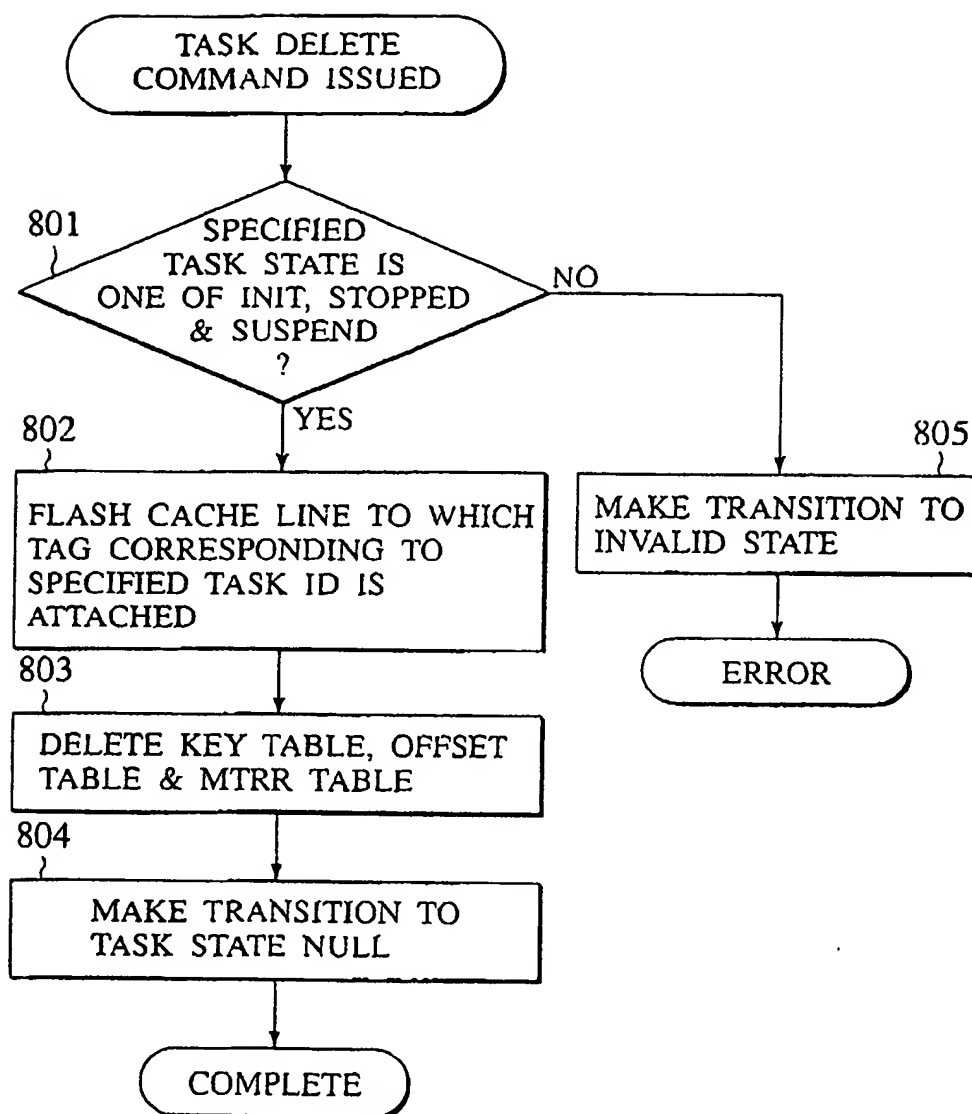 TASK DELETE
COMMAND ISSUED
801
SPECIFIED
TASK STATE IS
ONE OF INIT, STOPPED
& SUSPEND
?
NO
YES
802
FLASH CACHE LINE TO WHICH
TAG CORRESPONDING TO
SPECIFIED TASK ID IS
ATTACHED
805
MAKE TRANSITION TO
INVALID STATE
ERROR
803
DELETE KEY TABLE, OFFSET
TABLE & MTRR TABLE
804
MAKE TRANSITION TO
TASK STATE NULL
COMPLETE